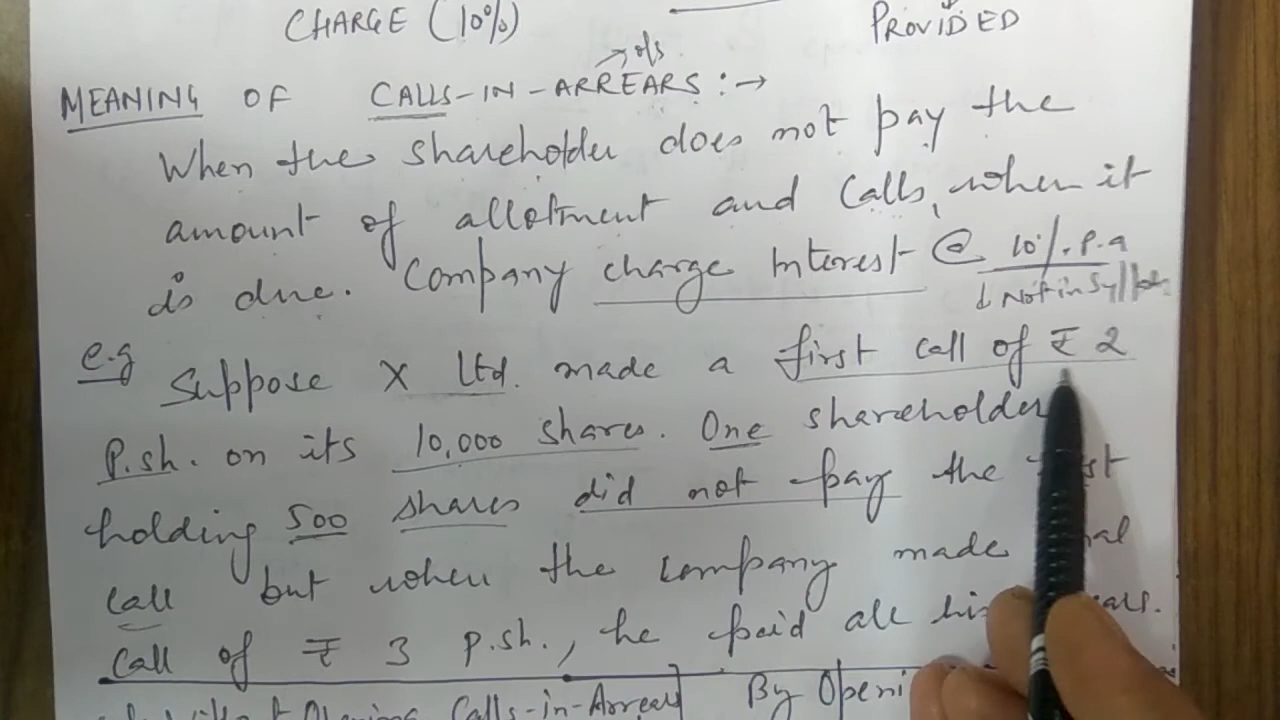 CHARGE (10%) PROVIDED
o/s
MEANING OF CALLS-IN-ARREARS :→
When the shareholder does not pay the
amount of allotment and Calls, when it
is due. Company charge Interest @ 10%. P.a
↓ Not in
e.g Suppose X Ltd. made a first call of ₹ 2
P.sh. on its 10,000 shares. One shareholder
holding 500 shares did not pay the
call but when the company made
call of ₹ 3 p.sh., he paid all
Calls-in-Arrears By